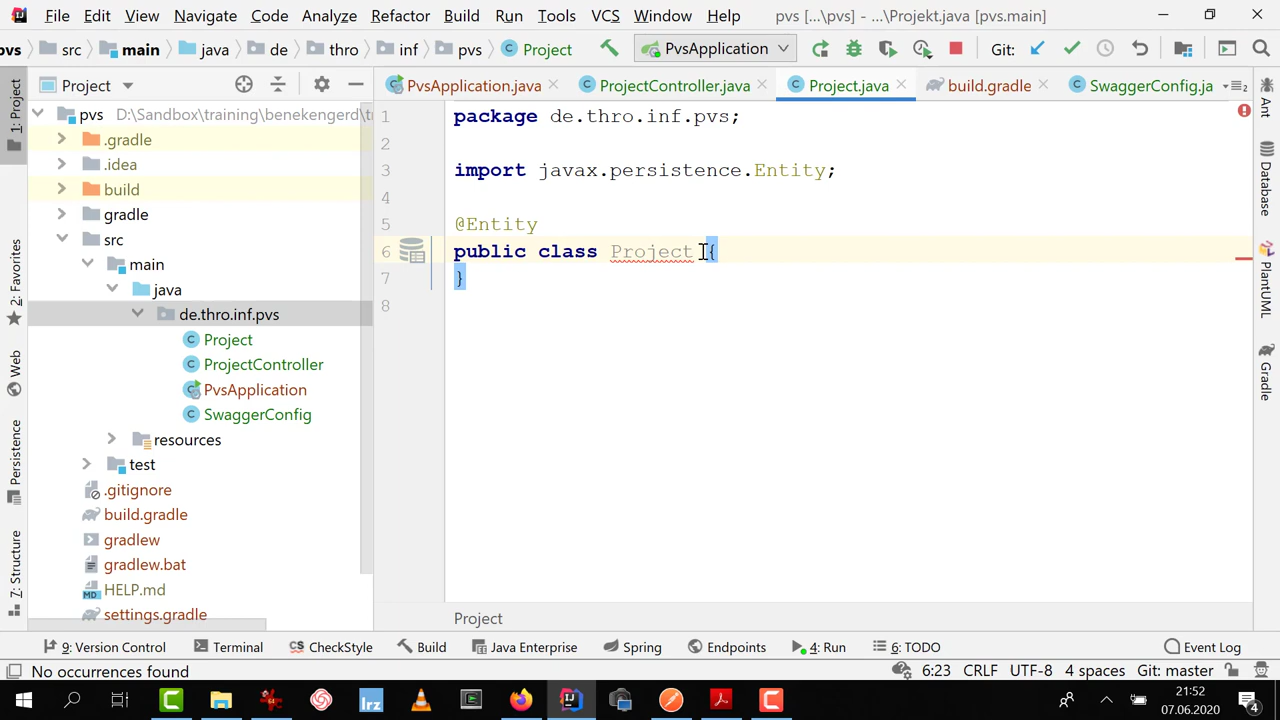 File Edit View Navigate Code Analyze Refactor Build Run Tools VCS Window Help pvs [...\pvs] - ...\Projekt.java [pvs.main]
pvs src main java de thro inf pvs Project PvsApplication Git:
Project
PvsApplication.java ProjectController.java Project.java build.gradle SwaggerConfig.ja
1: Project
2: Favorites
Web
Persistence
7: Structure
pvs D:\Sandbox\training\benekengerd\tr
.gradle
.idea
build
gradle
src
main
java
de.thro.inf.pvs
Project
ProjectController
PvsApplication
SwaggerConfig
resources
test
.gitignore
build.gradle
gradlew
gradlew.bat
HELP.md
settings.gradle
1 package de.thro.inf.pvs;
2
3 import javax.persistence.Entity;
4
5 @Entity
6 public class Project {
7 }
8
Project
Ant
Database
PlantUML
Gradle
9: Version Control Terminal CheckStyle Build Java Enterprise Spring Endpoints 4: Run 6: TODO Event Log
No occurrences found 6:23 CRLF UTF-8 4 spaces Git: master
lrz
21:52
07.06.2020
4